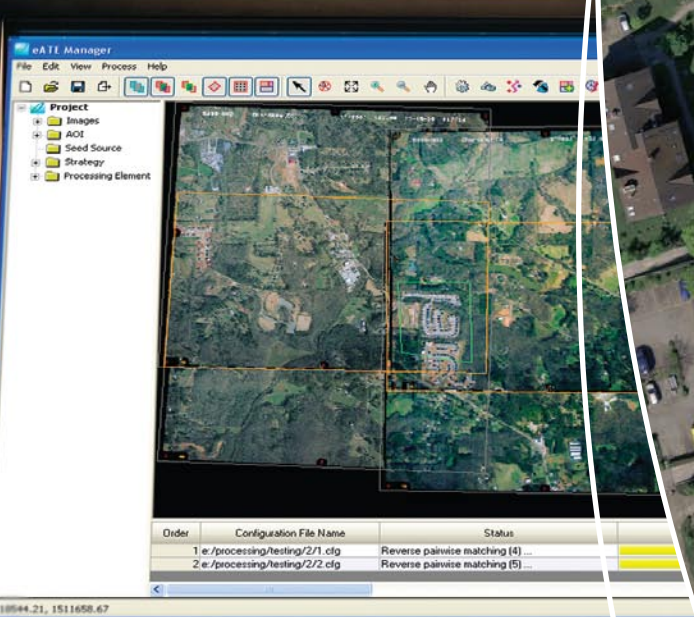 eATE Manager
File Edit View Process Help
Project
Images
AOI
Seed Source
Strategy
Processing Element
Order Configuration File Name Status
1 e:/processing/testing/2/1.cfg Reverse pairwise matching (4) ...
2 e:/processing/testing/2/2.cfg Reverse pairwise matching (5) ...
10544.21, 1511658.67